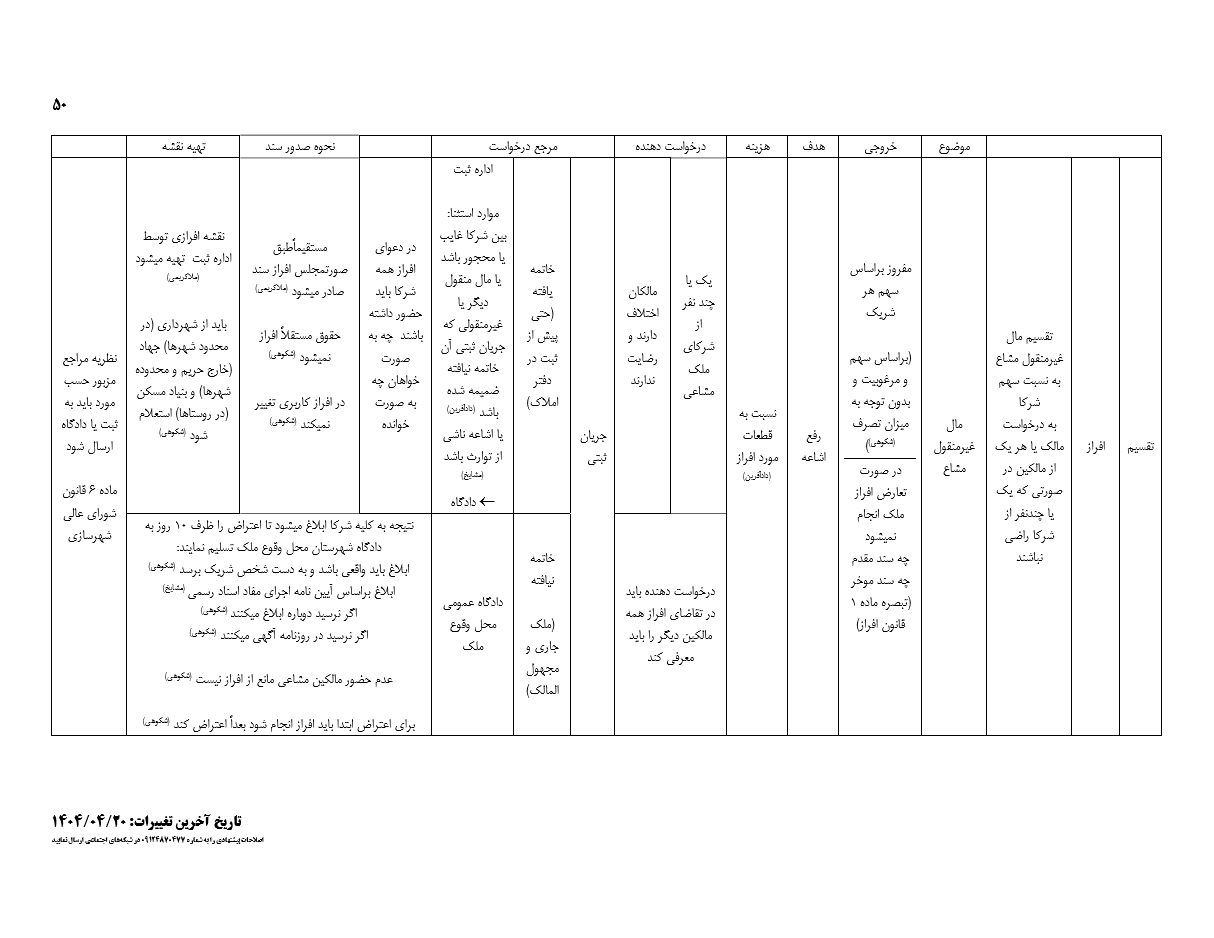 ۵۰
موضوع
خروجی
هدف
هزینه
درخواست دهنده
مرجع درخواست
نحوه صدور سند
تهیه نقشه
تقسیم
افراز
تقسیم مال
غیرمنقول مشاع
به نسبت سهم
شرکا
به درخواست
مالک یا هر یک
از مالکین در
صورتی که یک
یا چندنفر از
شرکا راضی
نباشند
مال
غیرمنقول
مشاع
مفروز براساس
سهم هر
شریک
(براساس سهم
و مرغوبیت و
بدون توجه به
میزان تصرف
(شکوهی)
در صورت
تعارض افراز
ملک انجام
نمیشود
چه سند مقدم
چه سند موخر
(تبصره ماده ۱
قانون افراز)
رفع
اشاعه
نسبت به
قطعات
مورد افراز
(دادآفرین)
یک یا
چند نفر
از
شرکای
ملک
مشاعی
مالکان
اختلاف
دارند و
رضایت
ندارند
درخواست دهنده باید
در تقاضای افراز همه
مالکین دیگر را باید
معرفی کند
جریان
ثبتی
خاتمه
یافته
(حتی
پیش از
ثبت در
دفتر
املاک)
خاتمه
نیافته
(ملک
جاری و
مجهول
المالک)
اداره ثبت
موارد استثنا:
بین شرکا غایب
یا محجور باشد
یا مال منقول
دیگر یا
غیرمنقولی که
جریان ثبتی آن
خاتمه نیافته
ضمیمه شده
باشد (دادآفرین)
یا اشاعه ناشی
از توارث باشد
(مشایخ)
← دادگاه
دادگاه عمومی
محل وقوع
ملک
در دعوای
افراز همه
شرکا باید
حضور داشته
باشند چه به
صورت
خواهان چه
به صورت
خوانده
مستقیماًطبق
صورتمجلس افراز سند
صادر میشود (ملاکریمی)
حقوق مستقلاً افراز
نمیشود (شکوهی)
در افراز کاربری تغییر
نمیکند (شکوهی)
نقشه افرازی توسط
اداره ثبت تهیه میشود
(ملاکریمی)
باید از شهرداری (در
محدود شهرها) جهاد
(خارج حریم و محدوده
شهرها) و بنیاد مسکن
(در روستاها) استعلام
شود (شکوهی)
نتیجه به کلیه شرکا ابلاغ میشود تا اعتراض را ظرف ۱۰ روز به
دادگاه شهرستان محل وقوع ملک تسلیم نمایند:
ابلاغ باید واقعی باشد و به دست شخص شریک برسد (شکوهی)
ابلاغ براساس آیین نامه اجرای مفاد اسناد رسمی (مشایخ)
اگر نرسید دوباره ابلاغ میکنند (شکوهی)
اگر نرسید در روزنامه آگهی میکنند (شکوهی)
عدم حضور مالکین مشاعی مانع از افراز نیست (شکوهی)
برای اعتراض ابتدا باید افراز انجام شود بعداً اعتراض کند (شکوهی)
نظریه مراجع
مزبور حسب
مورد باید به
ثبت یا دادگاه
ارسال شود
ماده ۶ قانون
شورای عالی
شهرسازی
تاریخ آخرین تغییرات: ۱۴۰۴/۰۴/۲۰
اصلاحات پیشنهادی را به شماره ۰۹۱۲۴۸۷۰۴۷۷ در شبکه‌های اجتماعی ارسال نمایید